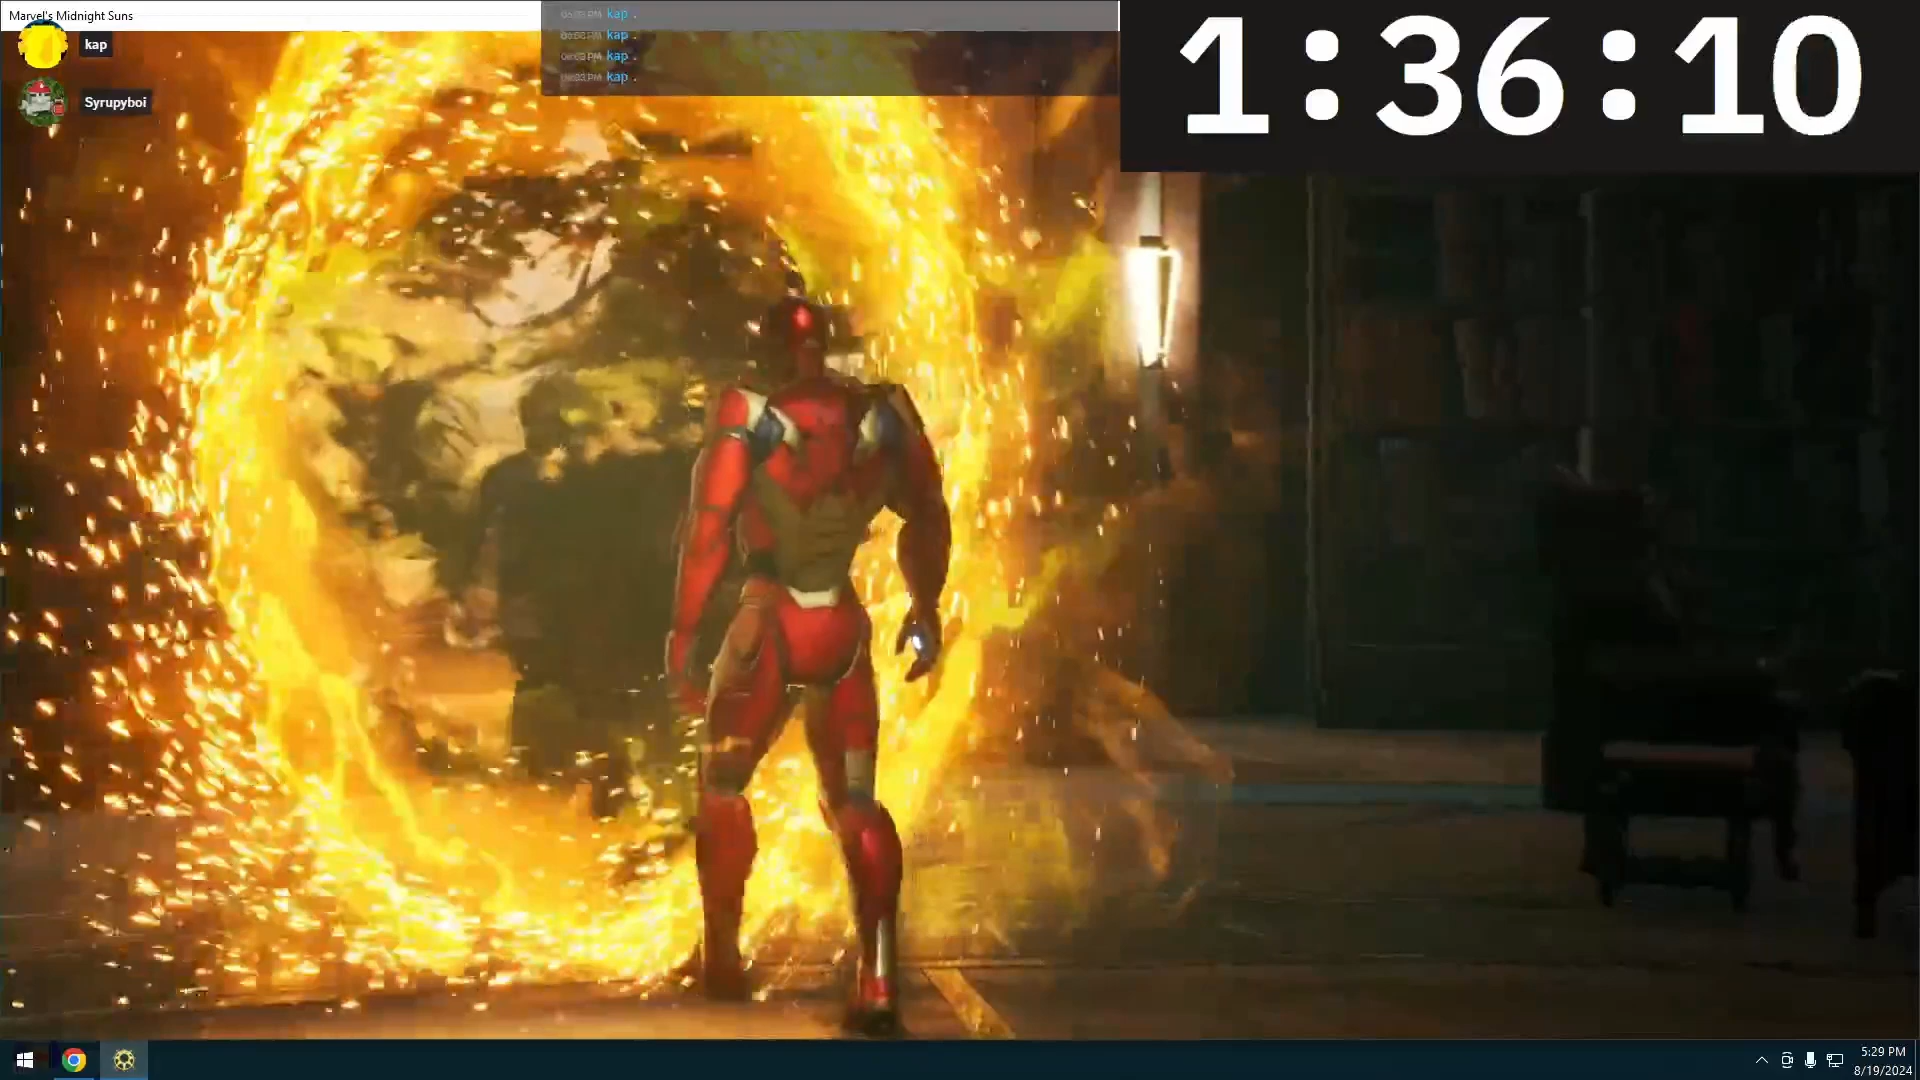 Marvel's Midnight Suns
kap
Syrupyboi
kap .
kap .
kap .
kap .
1:36:10
5:29 PM
8/19/2024